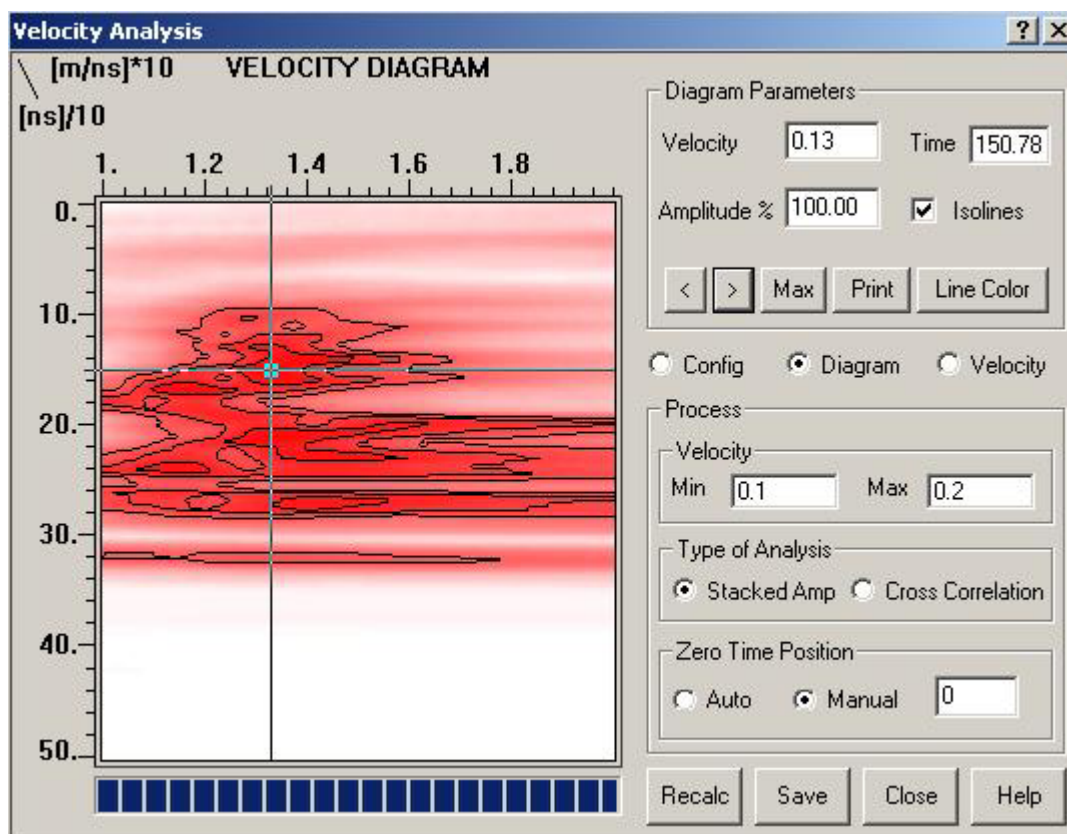 Velocity Analysis
? X
[m/ns]*10 VELOCITY DIAGRAM
[ns]/10
1. 1.2 1.4 1.6 1.8
0.
10.
20.
30.
40.
50.
Diagram Parameters
Velocity 0.13 Time 150.78
Amplitude % 100.00 Isolines
< > Max Print Line Color
Config Diagram Velocity
Process
Velocity
Min 0.1 Max 0.2
Type of Analysis
Stacked Amp Cross Correlation
Zero Time Position
Auto Manual 0
Recalc Save Close Help